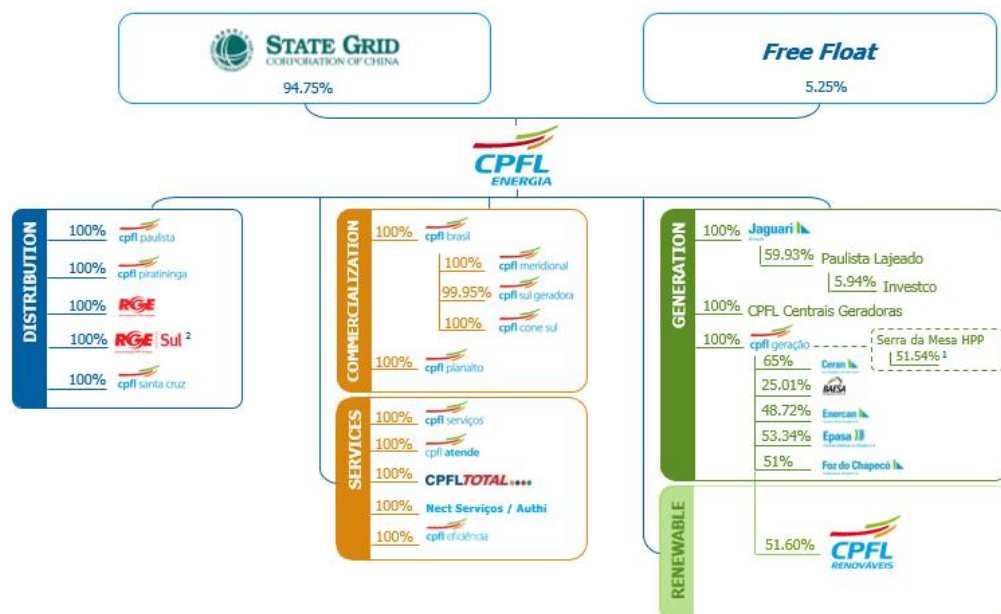 STATE GRID
CORPORATION OF CHINA
94.75%
Free Float
5.25%
CPFL
ENERGIA
DISTRIBUTION
100% cpfl paulista
100% cpfl piratininga
100% RGE
100% RGE Sul 2
100% cpfl santa cruz
COMMERCIALIZATION
100% cpfl brasil
100% cpfl meridional
99.95% cpfl sul geradora
100% cpfl cone sul
100% cpfl planalto
SERVICES
100% cpfl serviços
100% cpfl atende
100% CPFLTOTAL
100% Nect Serviços / Authi
100% cpfl eficiência
GENERATION
100% Jaguari
59.93% Paulista Lajeado
5.94% Investco
100% CPFL Centrais Geradoras
100% cpfl geração
Serra da Mesa HPP
51.54% 1
65% Ceran
25.01% BAESA
48.72% Enercan
53.34% Epasa
51% Foz do Chapecó
RENEWABLE
51.60% CPFL
RENOVÁVEIS